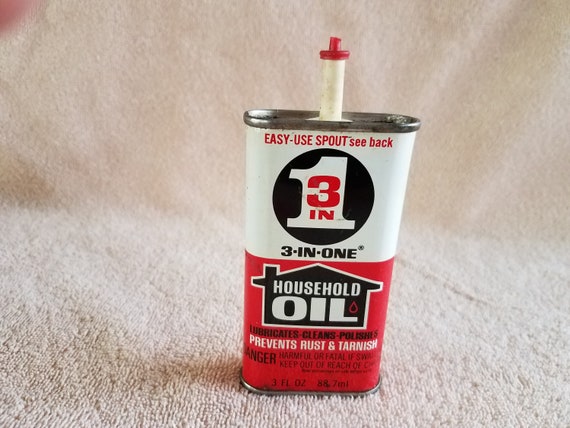 EASY-USE SPOUT see back
1
3
IN
3-IN-ONE®
HOUSEHOLD
OIL
LUBRICATES-CLEANS-POLISHES
PREVENTS RUST & TARNISH
DANGER HARMFUL OR FATAL IF
KEEP OUT OF REACH OF
3 FL OZ 88.7ml